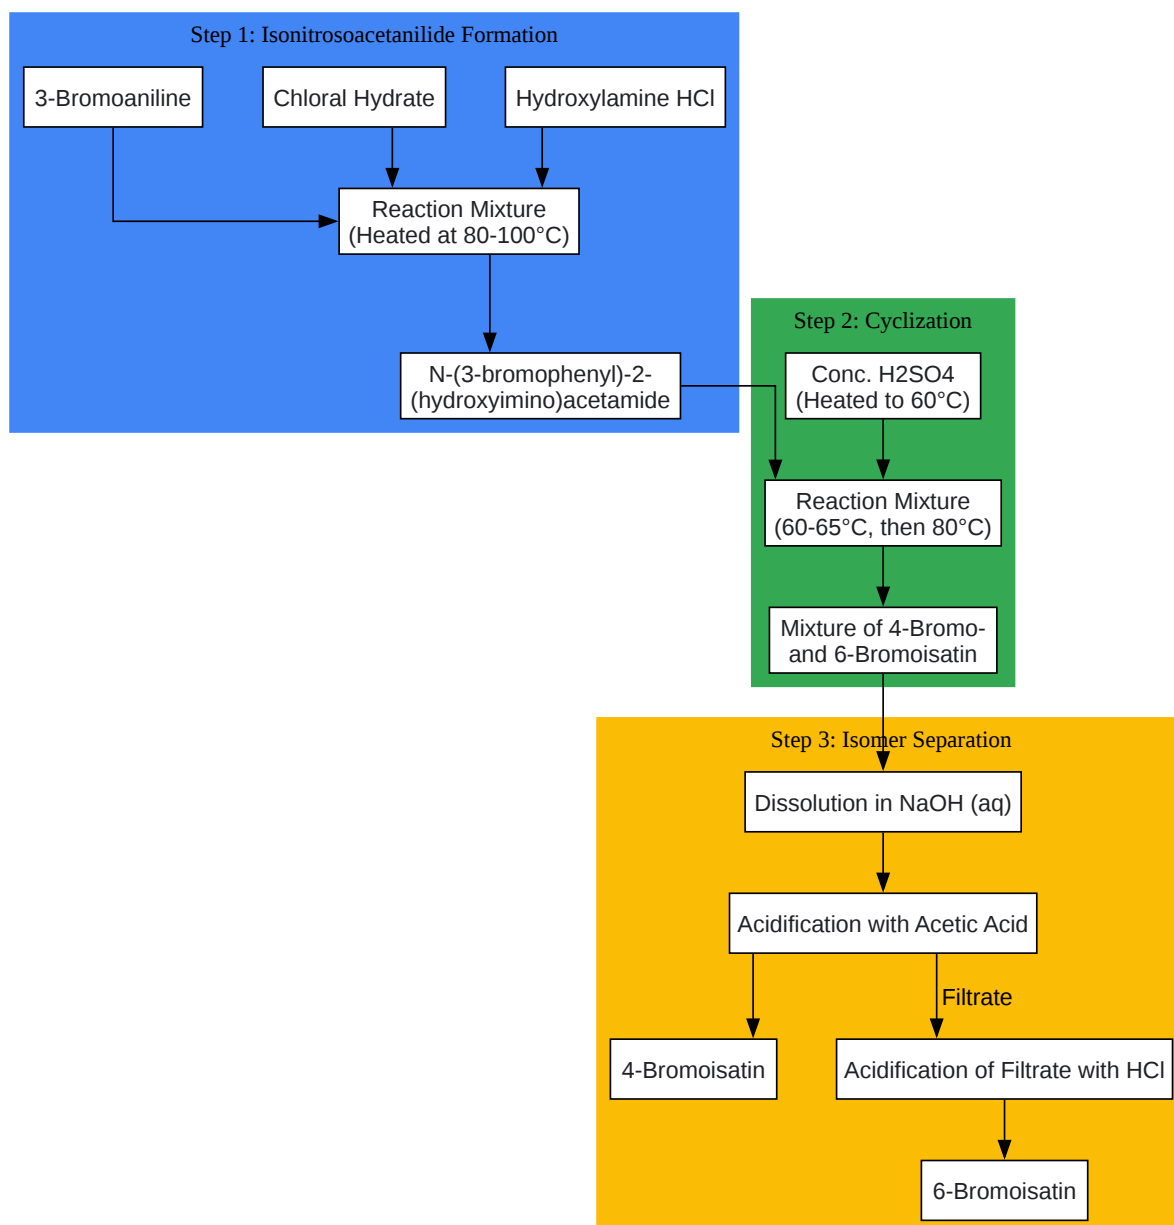 Step 1: Isonitrosoacetanilide Formation
3-Bromoaniline
Chloral Hydrate
Hydroxylamine HCl
Reaction Mixture
(Heated at 80-100°C)
N-(3-bromophenyl)-2-
(hydroxyimino)acetamide
Step 2: Cyclization
Conc. H2SO4
(Heated to 60°C)
Reaction Mixture
(60-65°C, then 80°C)
Mixture of 4-Bromo-
and 6-Bromoisatin
Step 3: Isomer Separation
Dissolution in NaOH (aq)
Acidification with Acetic Acid
Filtrate
4-Bromoisatin
Acidification of Filtrate with HCl
6-Bromoisatin